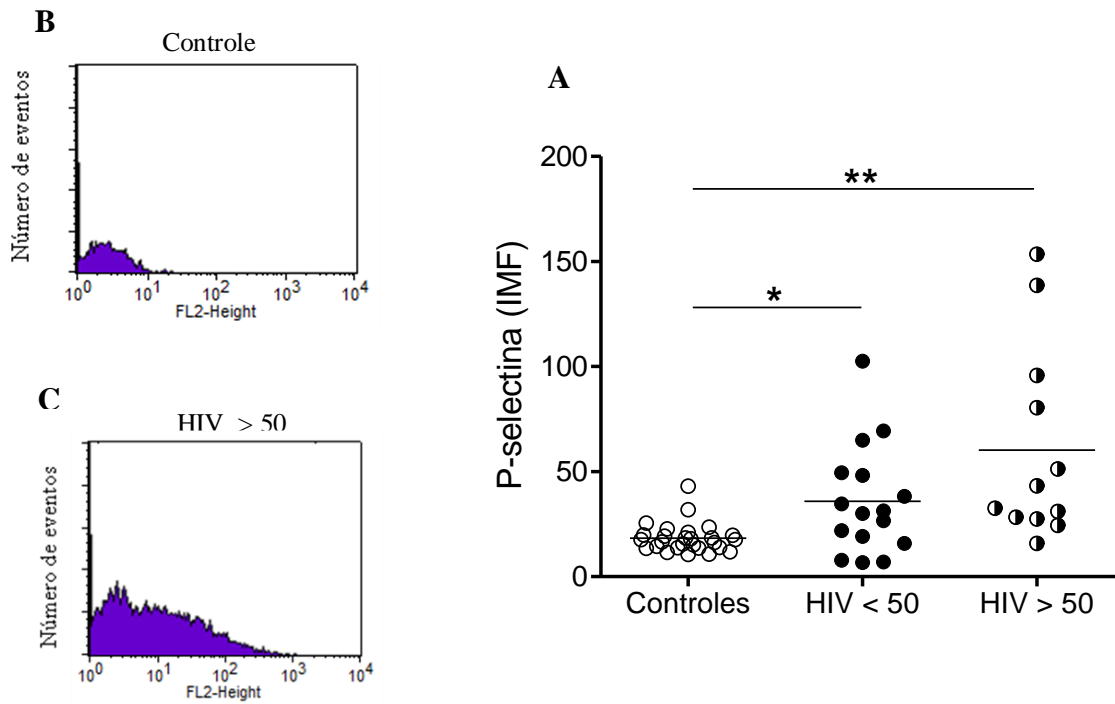 B
Controle
Número de eventos
10^0 10^1 10^2 10^3 10^4
FL2-Height
C
HIV > 50
Número de eventos
10^0 10^1 10^2 10^3 10^4
FL2-Height
A
P-selectina (IMF)
200
150
100
50
0
**
*
Controles HIV < 50 HIV > 50